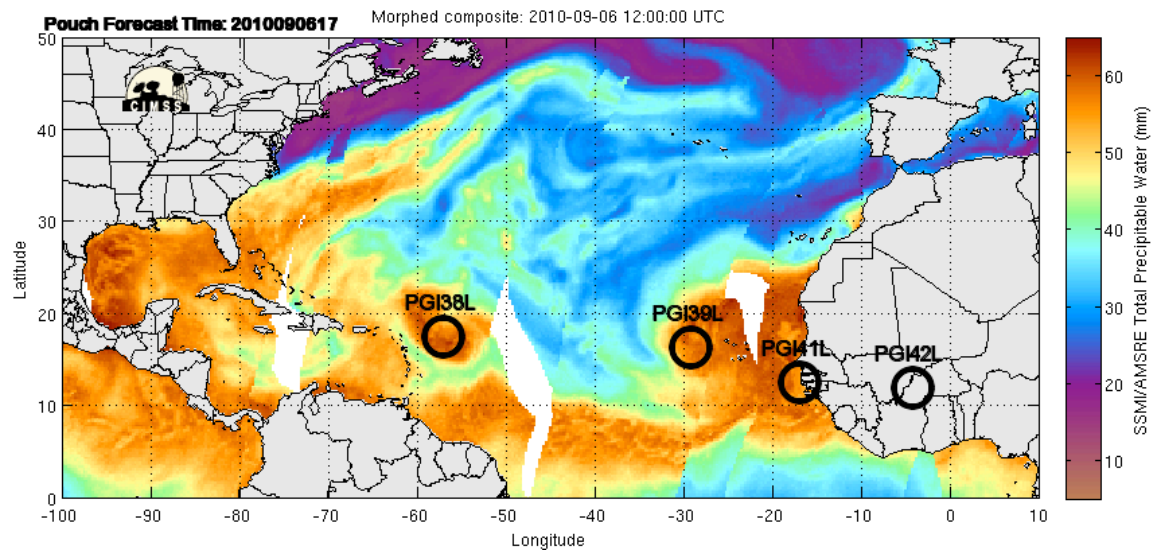 Pouch Forecast Time: 2010090617
Morphed composite: 2010-09-06 12:00:00 UTC
CIMSS
50
40
30
20
10
0
Latitude
PGI38L
PGI39L
PGI41L
PGI42L
-100 -90 -80 -70 -60 -50 -40 -30 -20 -10 0 10
Longitude
60
50
40
30
20
10
SSMI/AMSRE Total Precipitable Water (mm)